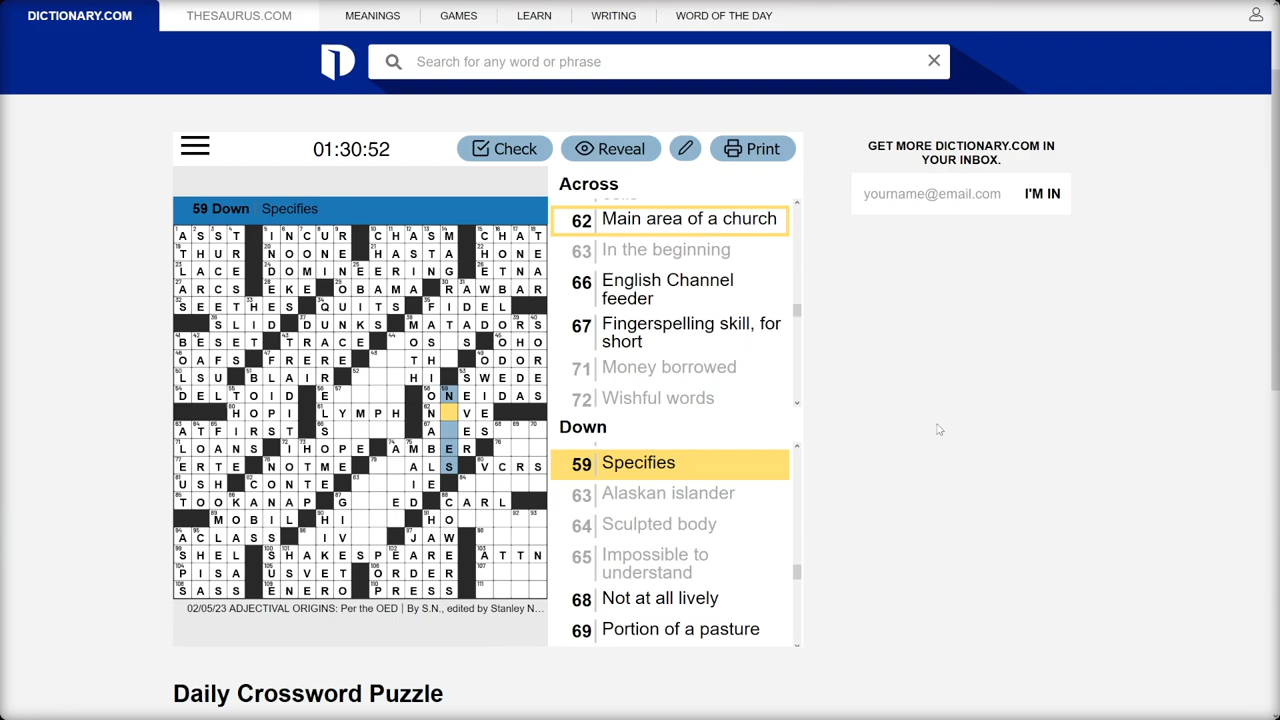 DICTIONARY.COM THESAURUS.COM MEANINGS GAMES LEARN WRITING WORD OF THE DAY
Search for any word or phrase
01:30:52 Check Reveal Print
59 Down Specifies
A S S T I N C U R C H A S M C H A T
T H U R N O O N E H A S T A H O N E
L A C E D O M I N E E R I N G E T N A
A R C S E K E O B A M A R A W B A R
S E E T H E S Q U I T S F I D E L
S L I D D U N K S M A T A D O R S
B E S E T T R A C E O S S O H O
O A F S F R E R E T H O D O R
L S U B L A I R H I S W E D E
D E L T O I D E O N E I D A S
H O P I L Y M P H N V E
A T F I R S T S A E S
L O A N S I H O P E A M B E R
E R T E N O T M E A L S V C R S
U S H C O N T E I E
T O O K A N A P G E D C A R L
M O B I L H I H O
A C L A S S I V J A W
S H E L S H A K E S P E A R E A T T N
P I S A U S V E T O R D E R
S A S S E N E R O P R E S S
02/05/23 ADJECTIVAL ORIGINS: Per the OED | By S.N., edited by Stanley N...
Across
62 Main area of a church
63 In the beginning
66 English Channel
feeder
67 Fingerspelling skill, for
short
71 Money borrowed
72 Wishful words
Down
59 Specifies
63 Alaskan islander
64 Sculpted body
65 Impossible to
understand
68 Not at all lively
69 Portion of a pasture
GET MORE DICTIONARY.COM IN
YOUR INBOX.
yourname@email.com I'M IN
Daily Crossword Puzzle